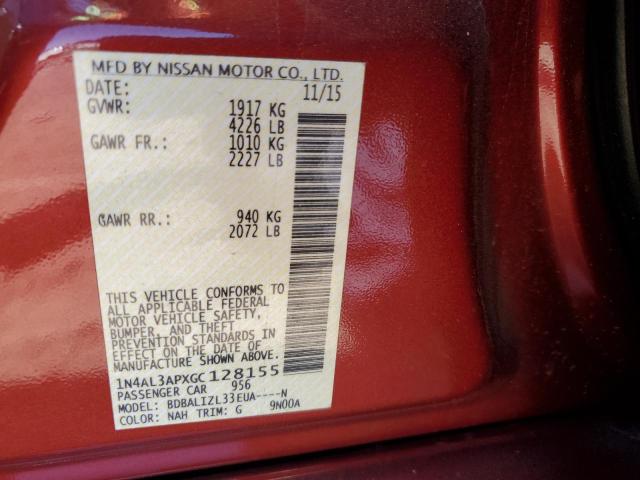 MFD BY NISSAN MOTOR CO., LTD.
DATE: 11/15
GVWR: 1917 KG
4226 LB
GAWR FR.: 1010 KG
2227 LB
GAWR RR.: 940 KG
2072 LB
THIS VEHICLE CONFORMS TO
ALL APPLICABLE FEDERAL
MOTOR VEHICLE SAFETY,
BUMPER, AND THEFT
PREVENTION STANDARDS IN
EFFECT ON THE DATE OF
MANUFACTURE SHOWN ABOVE.
1N4AL3APXGC128155
PASSENGER CAR 956
MODEL: BDBALIZL33EUA----N
COLOR: NAH TRIM: G 9N00A